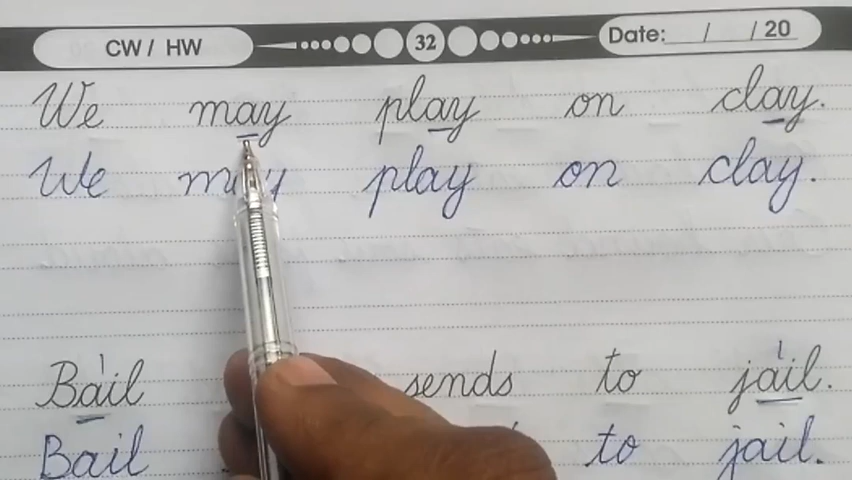 CW / HW 32 Date: / / 20
We may play on clay.
We play on clay.
Bail sends to jail.
Bail to jail.